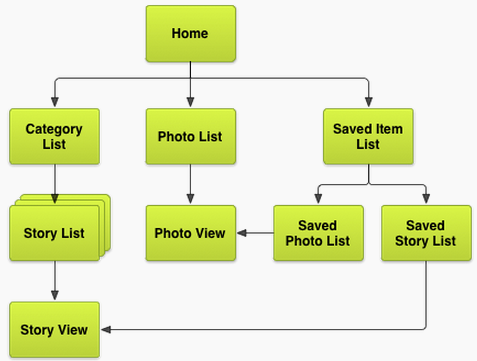 Home
Category
List
Photo List
Saved Item
List
Story List
Photo View
Saved
Photo List
Saved
Story List
Story View